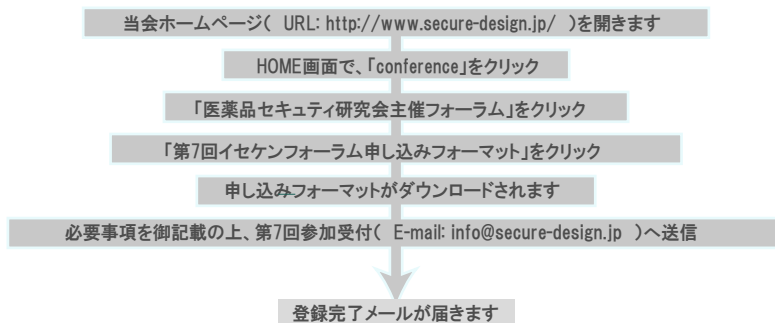 当会ホームページ( URL: http://www.secure-design.jp/ )を開きます
HOME画面で、「conference」をクリック
「医薬品セキュティ研究会主催フォーラム」をクリック
「第7回イセケンフォーラム申し込みフォーマット」をクリック
申し込みフォーマットがダウンロードされます
必要事項を御記載の上、第7回参加受付( E-mail: info@secure-design.jp )へ送信
登録完了メールが届きます